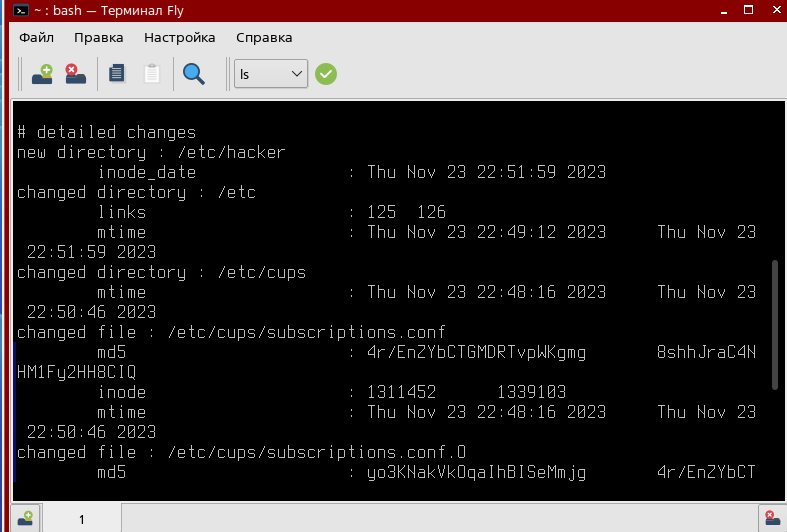 ~ : bash — Терминал Fly
Файл Правка Настройка Справка
ls
# detailed changes
new directory : /etc/hacker
inode_date : Thu Nov 23 22:51:59 2023
changed directory : /etc
links : 125 126
mtime : Thu Nov 23 22:49:12 2023 Thu Nov 23
22:51:59 2023
changed directory : /etc/cups
mtime : Thu Nov 23 22:48:16 2023 Thu Nov 23
22:50:46 2023
changed file : /etc/cups/subscriptions.conf
md5 : 4r/EnZYbCTGMDRTvpWKgmg 8shhJraC4N
HM1Fy2HH8CIQ
inode : 1311452 1339103
mtime : Thu Nov 23 22:48:16 2023 Thu Nov 23
22:50:46 2023
changed file : /etc/cups/subscriptions.conf.O
md5 : yo3KNakVkOqaIhBISeMmjg 4r/EnZYbCT
1